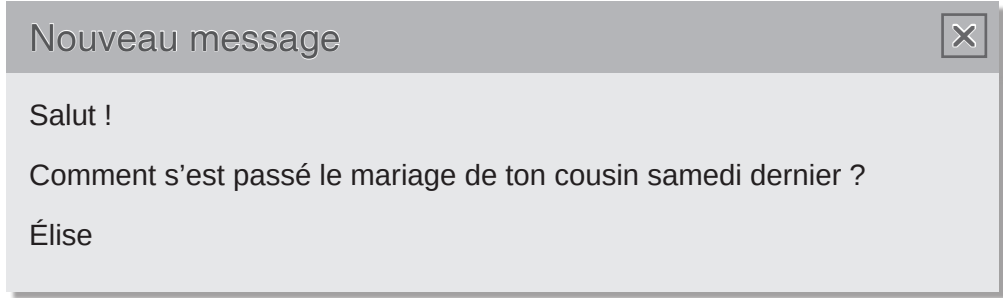 Nouveau message
Salut !
Comment s’est passé le mariage de ton cousin samedi dernier ?
Élise